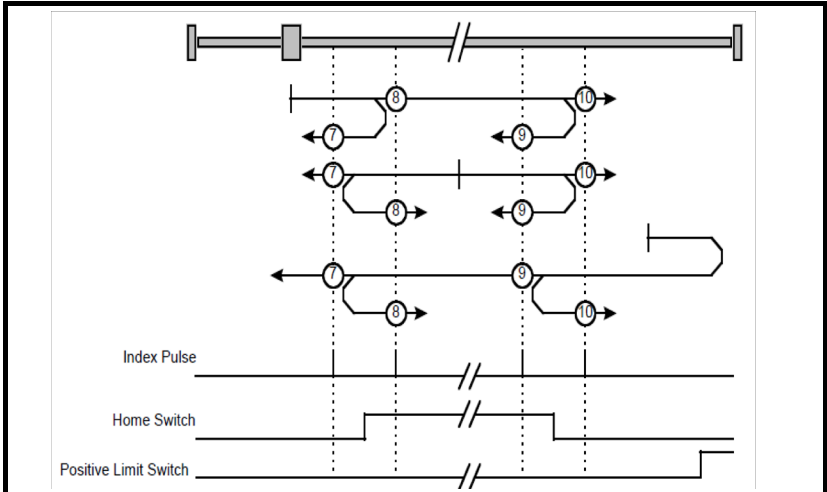 8 10
7 9
7 10
8 9
7 9
8 10
Index Pulse
Home Switch
Positive Limit Switch